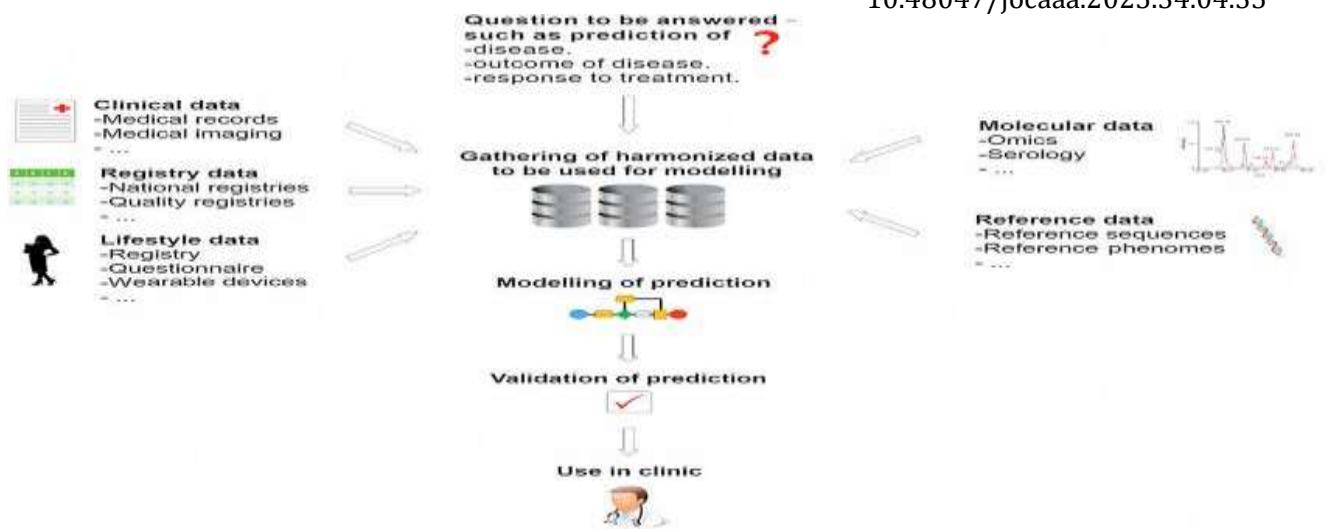 10.48047/jocaaa.2025.34.04.35
Question to be answered –
such as prediction of
-disease.
-outcome of disease.
-response to treatment.
?
Clinical data
-Medical records
-Medical imaging
- ...
Registry data
-National registries
-Quality registries
- ...
Lifestyle data
-Registry
-Questionnaire
-Wearable devices
- ...
Gathering of harmonized data
to be used for modelling
Molecular data
-Omics
-Serology
- ...
Reference data
-Reference sequences
-Reference phenomes
- ...
Modelling of prediction
Validation of prediction
Use in clinic